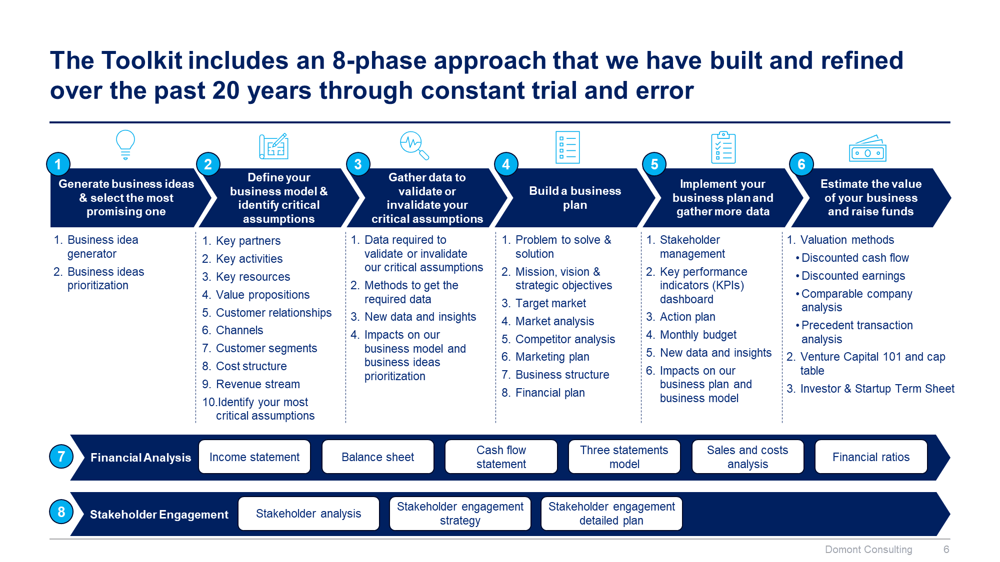 The Toolkit includes an 8-phase approach that we have built and refined
over the past 20 years through constant trial and error
1
Generate business ideas
& select the most
promising one
1. Business idea
generator
2. Business ideas
prioritization
2
Define your
business model &
identify critical
assumptions
1. Key partners
2. Key activities
3. Key resources
4. Value propositions
5. Customer relationships
6. Channels
7. Customer segments
8. Cost structure
9. Revenue stream
10. Identify your most
critical assumptions
3
Gather data to
validate or
invalidate your
critical assumptions
1. Data required to
validate or invalidate
our critical assumptions
2. Methods to get the
required data
3. New data and insights
4. Impacts on our
business model and
business ideas
prioritization
4
Build a business
plan
1. Problem to solve &
solution
2. Mission, vision &
strategic objectives
3. Target market
4. Market analysis
5. Competitor analysis
6. Marketing plan
7. Business structure
8. Financial plan
5
Implement your
business plan and
gather more data
1. Stakeholder
management
2. Key performance
indicators (KPIs)
dashboard
3. Action plan
4. Monthly budget
5. New data and insights
6. Impacts on our
business plan and
business model
6
Estimate the value
of your business
and raise funds
1. Valuation methods
• Discounted cash flow
• Discounted earnings
• Comparable company
analysis
• Precedent transaction
analysis
2. Venture Capital 101 and cap
table
3. Investor & Startup Term Sheet
7
Financial Analysis
Income statement
Balance sheet
Cash flow
statement
Three statements
model
Sales and costs
analysis
Financial ratios
8
Stakeholder Engagement
Stakeholder analysis
Stakeholder engagement
strategy
Stakeholder engagement
detailed plan
Domont Consulting
6